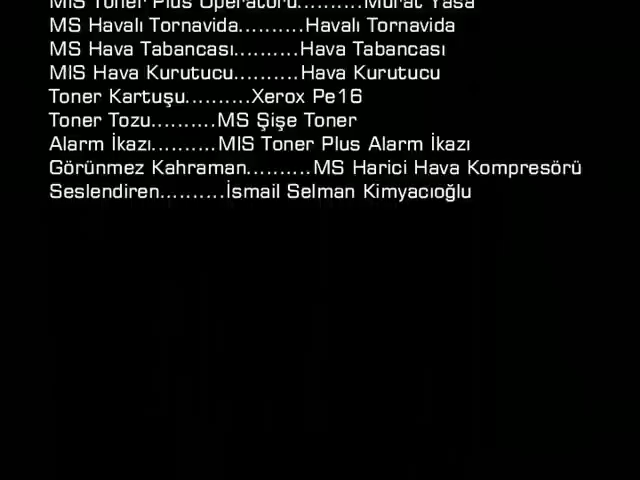 MIS Toner Plus Operatörü..........Murat Yasa
MS Havalı Tornavida..........Havalı Tornavida
MS Hava Tabancası..........Hava Tabancası
MIS Hava Kurutucu..........Hava Kurutucu
Toner Kartuşu..........Xerox Pe16
Toner Tozu..........MS Şişe Toner
Alarm İkazı..........MIS Toner Plus Alarm İkazı
Görünmez Kahraman..........MS Harici Hava Kompresörü
Seslendiren..........İsmail Selman Kimyacıoğlu